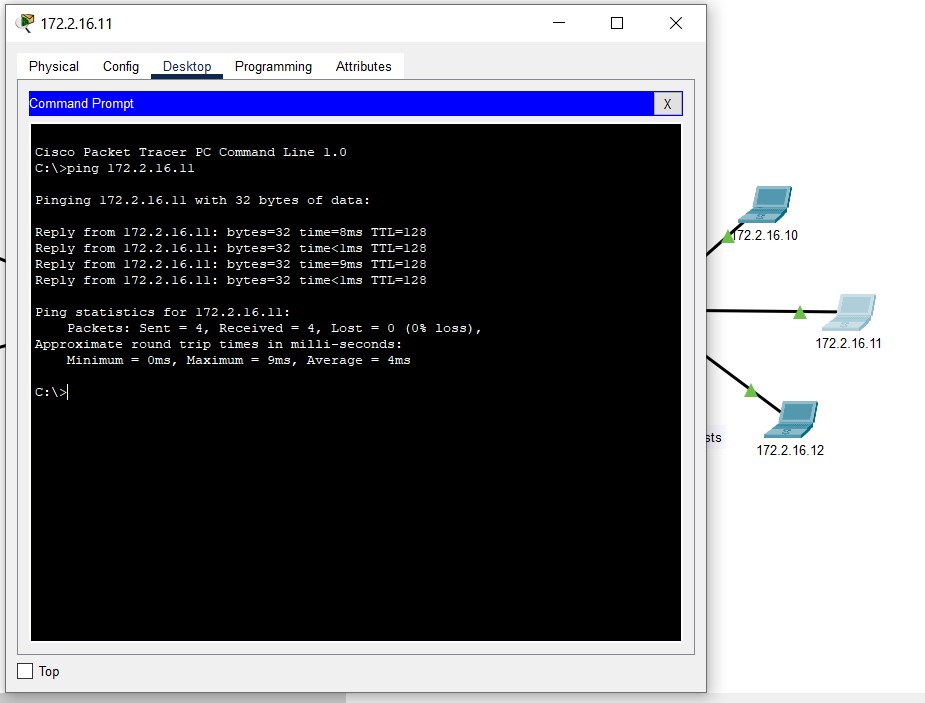 172.2.16.11
Physical Config Desktop Programming Attributes
Command Prompt X
Cisco Packet Tracer PC Command Line 1.0
C:\>ping 172.2.16.11
Pinging 172.2.16.11 with 32 bytes of data:
Reply from 172.2.16.11: bytes=32 time=8ms TTL=128
Reply from 172.2.16.11: bytes=32 time<1ms TTL=128
Reply from 172.2.16.11: bytes=32 time=9ms TTL=128
Reply from 172.2.16.11: bytes=32 time<1ms TTL=128
Ping statistics for 172.2.16.11:
Packets: Sent = 4, Received = 4, Lost = 0 (0% loss),
Approximate round trip times in milli-seconds:
Minimum = 0ms, Maximum = 9ms, Average = 4ms
C:\>
Top
172.2.16.10
172.2.16.11
sts
172.2.16.12